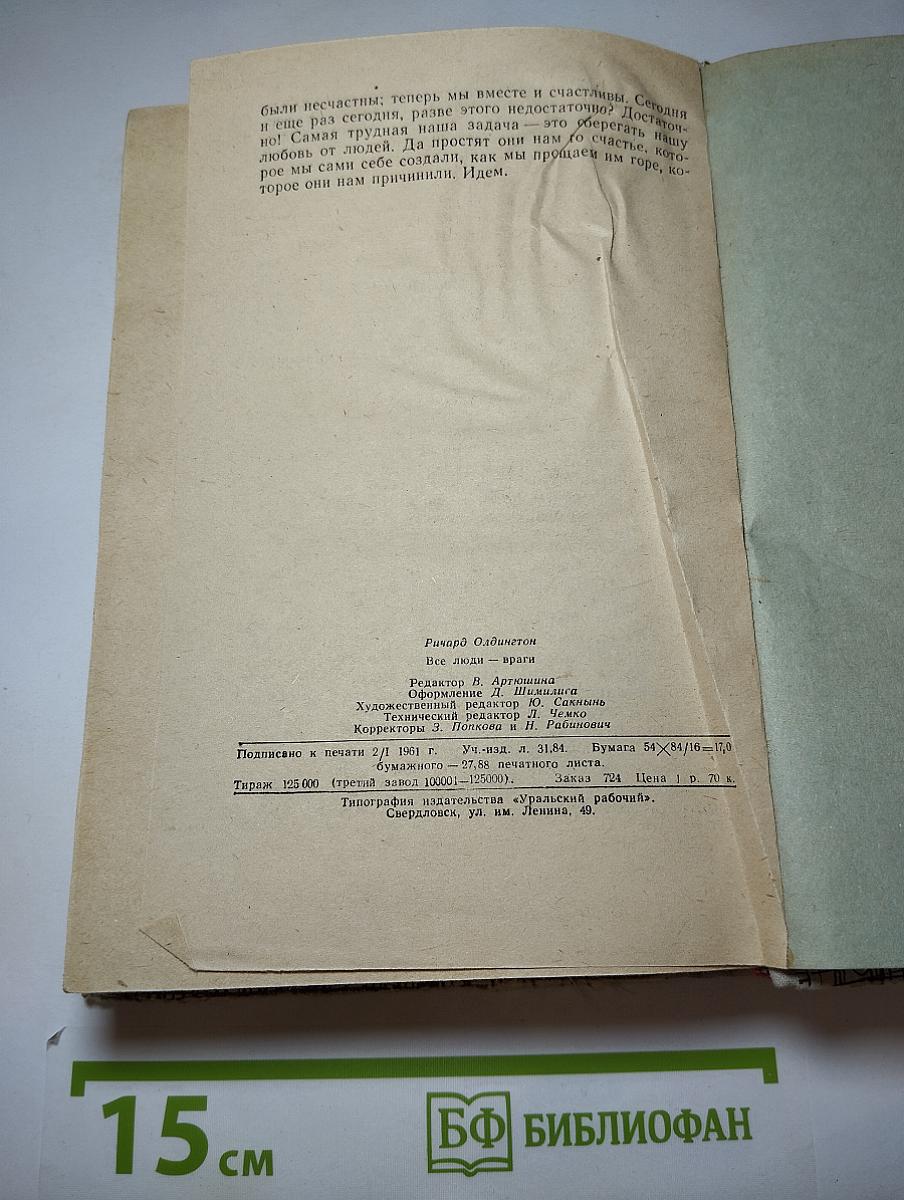 были несчастны; теперь мы вместе и счастливы. Сегодня
и еще раз сегодня, разве этого недостаточно? Достаточ-
но! Самая трудная наша задача — это оберегать нашу
любовь от людей. Да простят они нам то счастье, кото-
рое мы сами себе создали, как мы прощаем им горе, ко-
торое они нам причинили. Идем.
Ричард Олдингтон
Все люди — враги
Редактор В. Артюшина
Оформление Д. Шимилиса
Художественный редактор Ю. Сакнынь
Технический редактор Л. Чемко
Корректоры З. Попкова и Н. Рабинович
Подписано к печати 2/I 1961 г. Уч.-изд. л. 31,84. Бумага 54×84/16=17,0
бумажного — 27,88 печатного листа.
Тираж 125 000 (третий завод 100001—125000). Заказ 724 Цена 1 р. 70 к.
Типография издательства «Уральский рабочий».
Свердловск, ул. им. Ленина, 49.
15 см
БФ БИБЛИОФАН